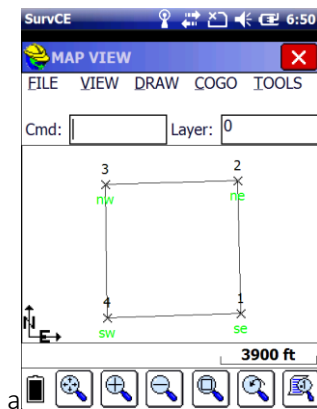 SurvCE 6:50
MAP VIEW
FILE VIEW DRAW COGO TOOLS
Cmd: Layer: 0
3 2
nw ne
4 1
sw se
N
E
3900 ft
a